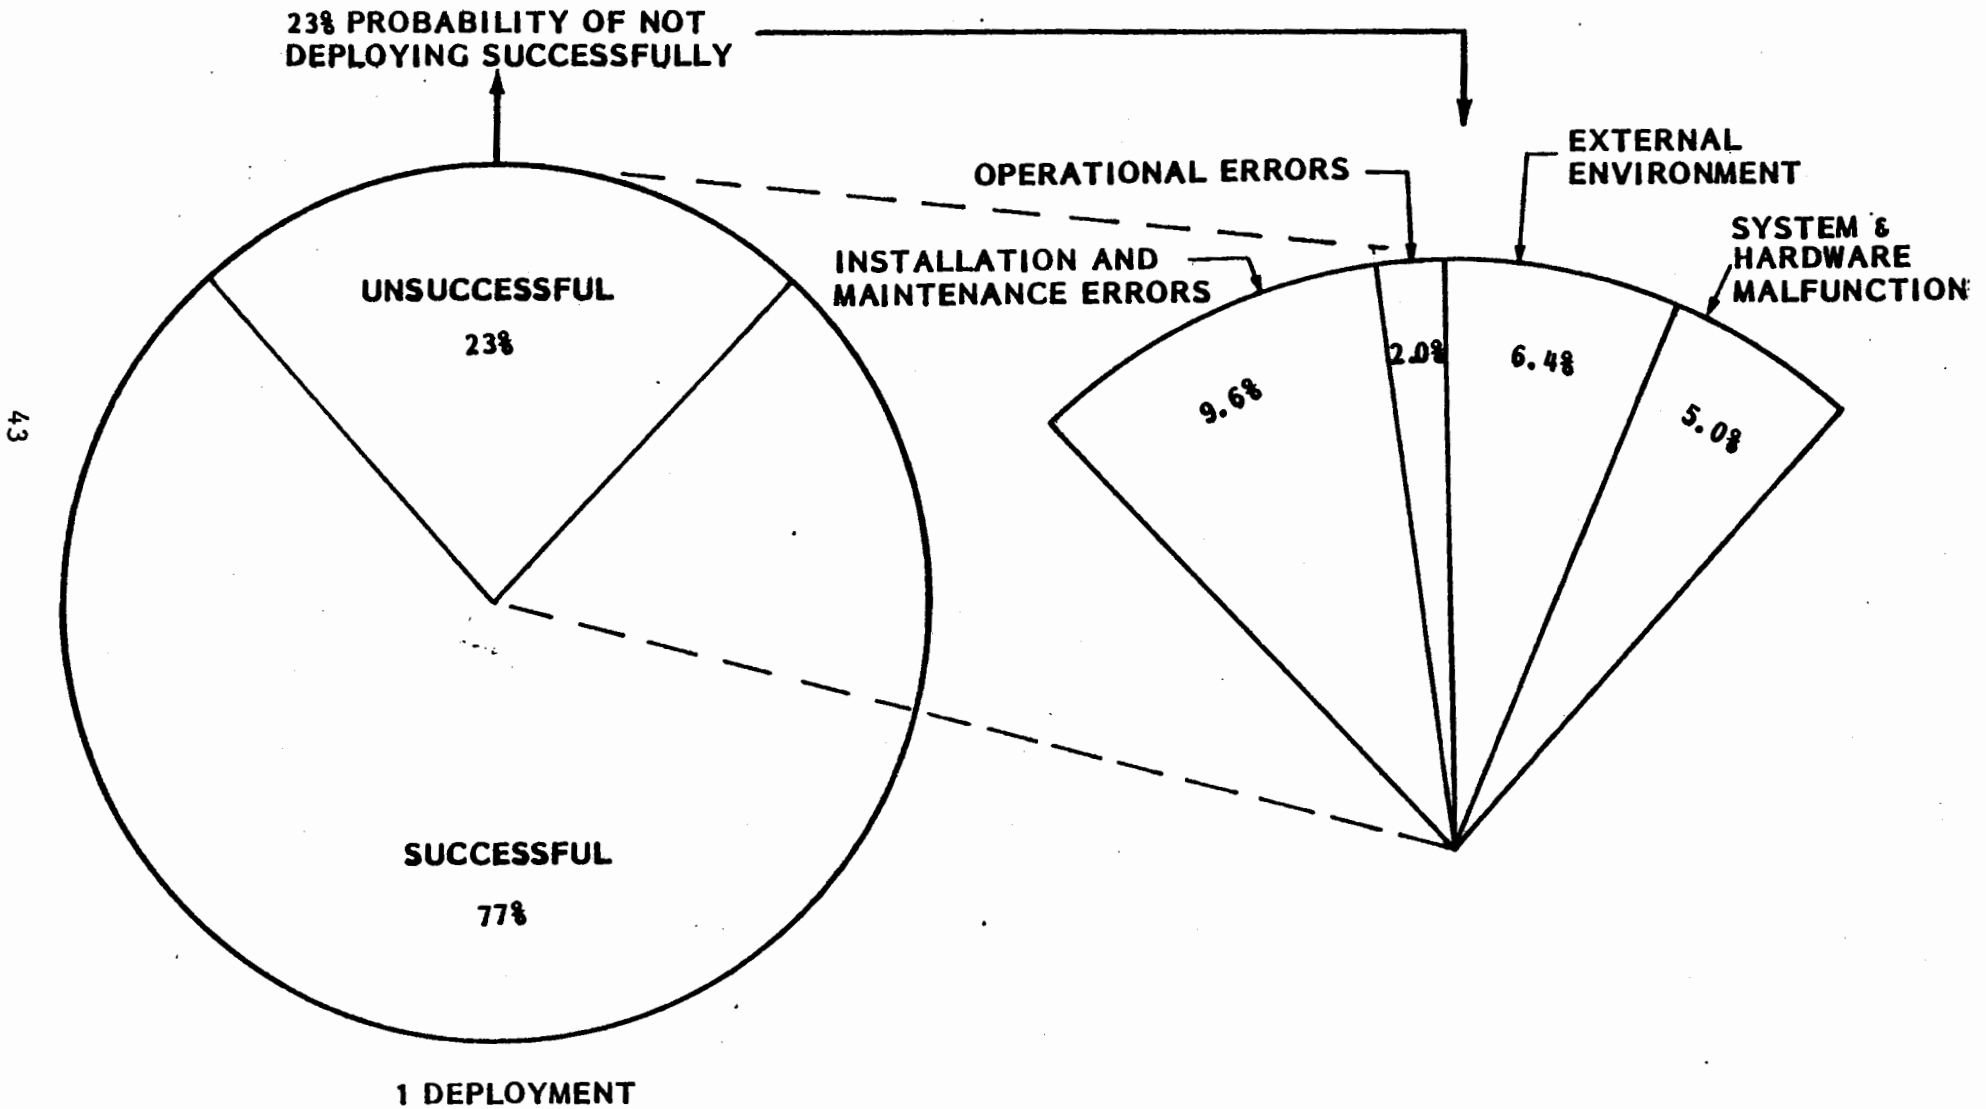 23% PROBABILITY OF NOT
DEPLOYING SUCCESSFULLY
EXTERNAL
ENVIRONMENT
OPERATIONAL ERRORS
SYSTEM &
HARDWARE
MALFUNCTION
INSTALLATION AND
MAINTENANCE ERRORS
UNSUCCESSFUL
23%
2.0%
6.4%
9.6%
5.0%
43
SUCCESSFUL
77%
1 DEPLOYMENT